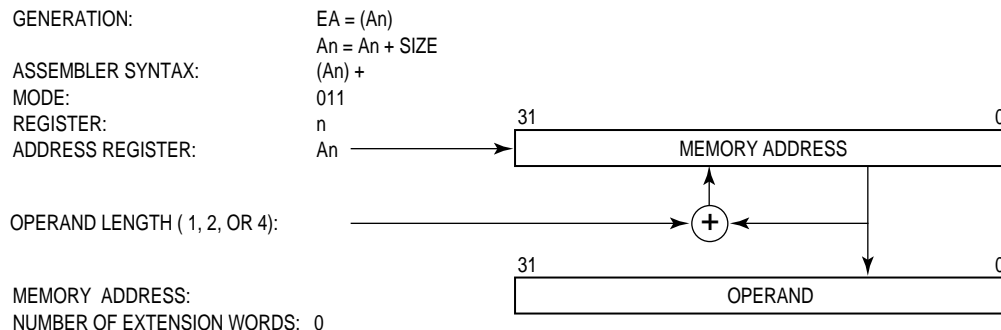 GENERATION: EA = (An)
An = An + SIZE
ASSEMBLER SYNTAX: (An) +
MODE: 011
REGISTER: n
31 0
ADDRESS REGISTER: An MEMORY ADDRESS
OPERAND LENGTH ( 1, 2, OR 4): +
31 0
MEMORY ADDRESS: OPERAND
NUMBER OF EXTENSION WORDS: 0